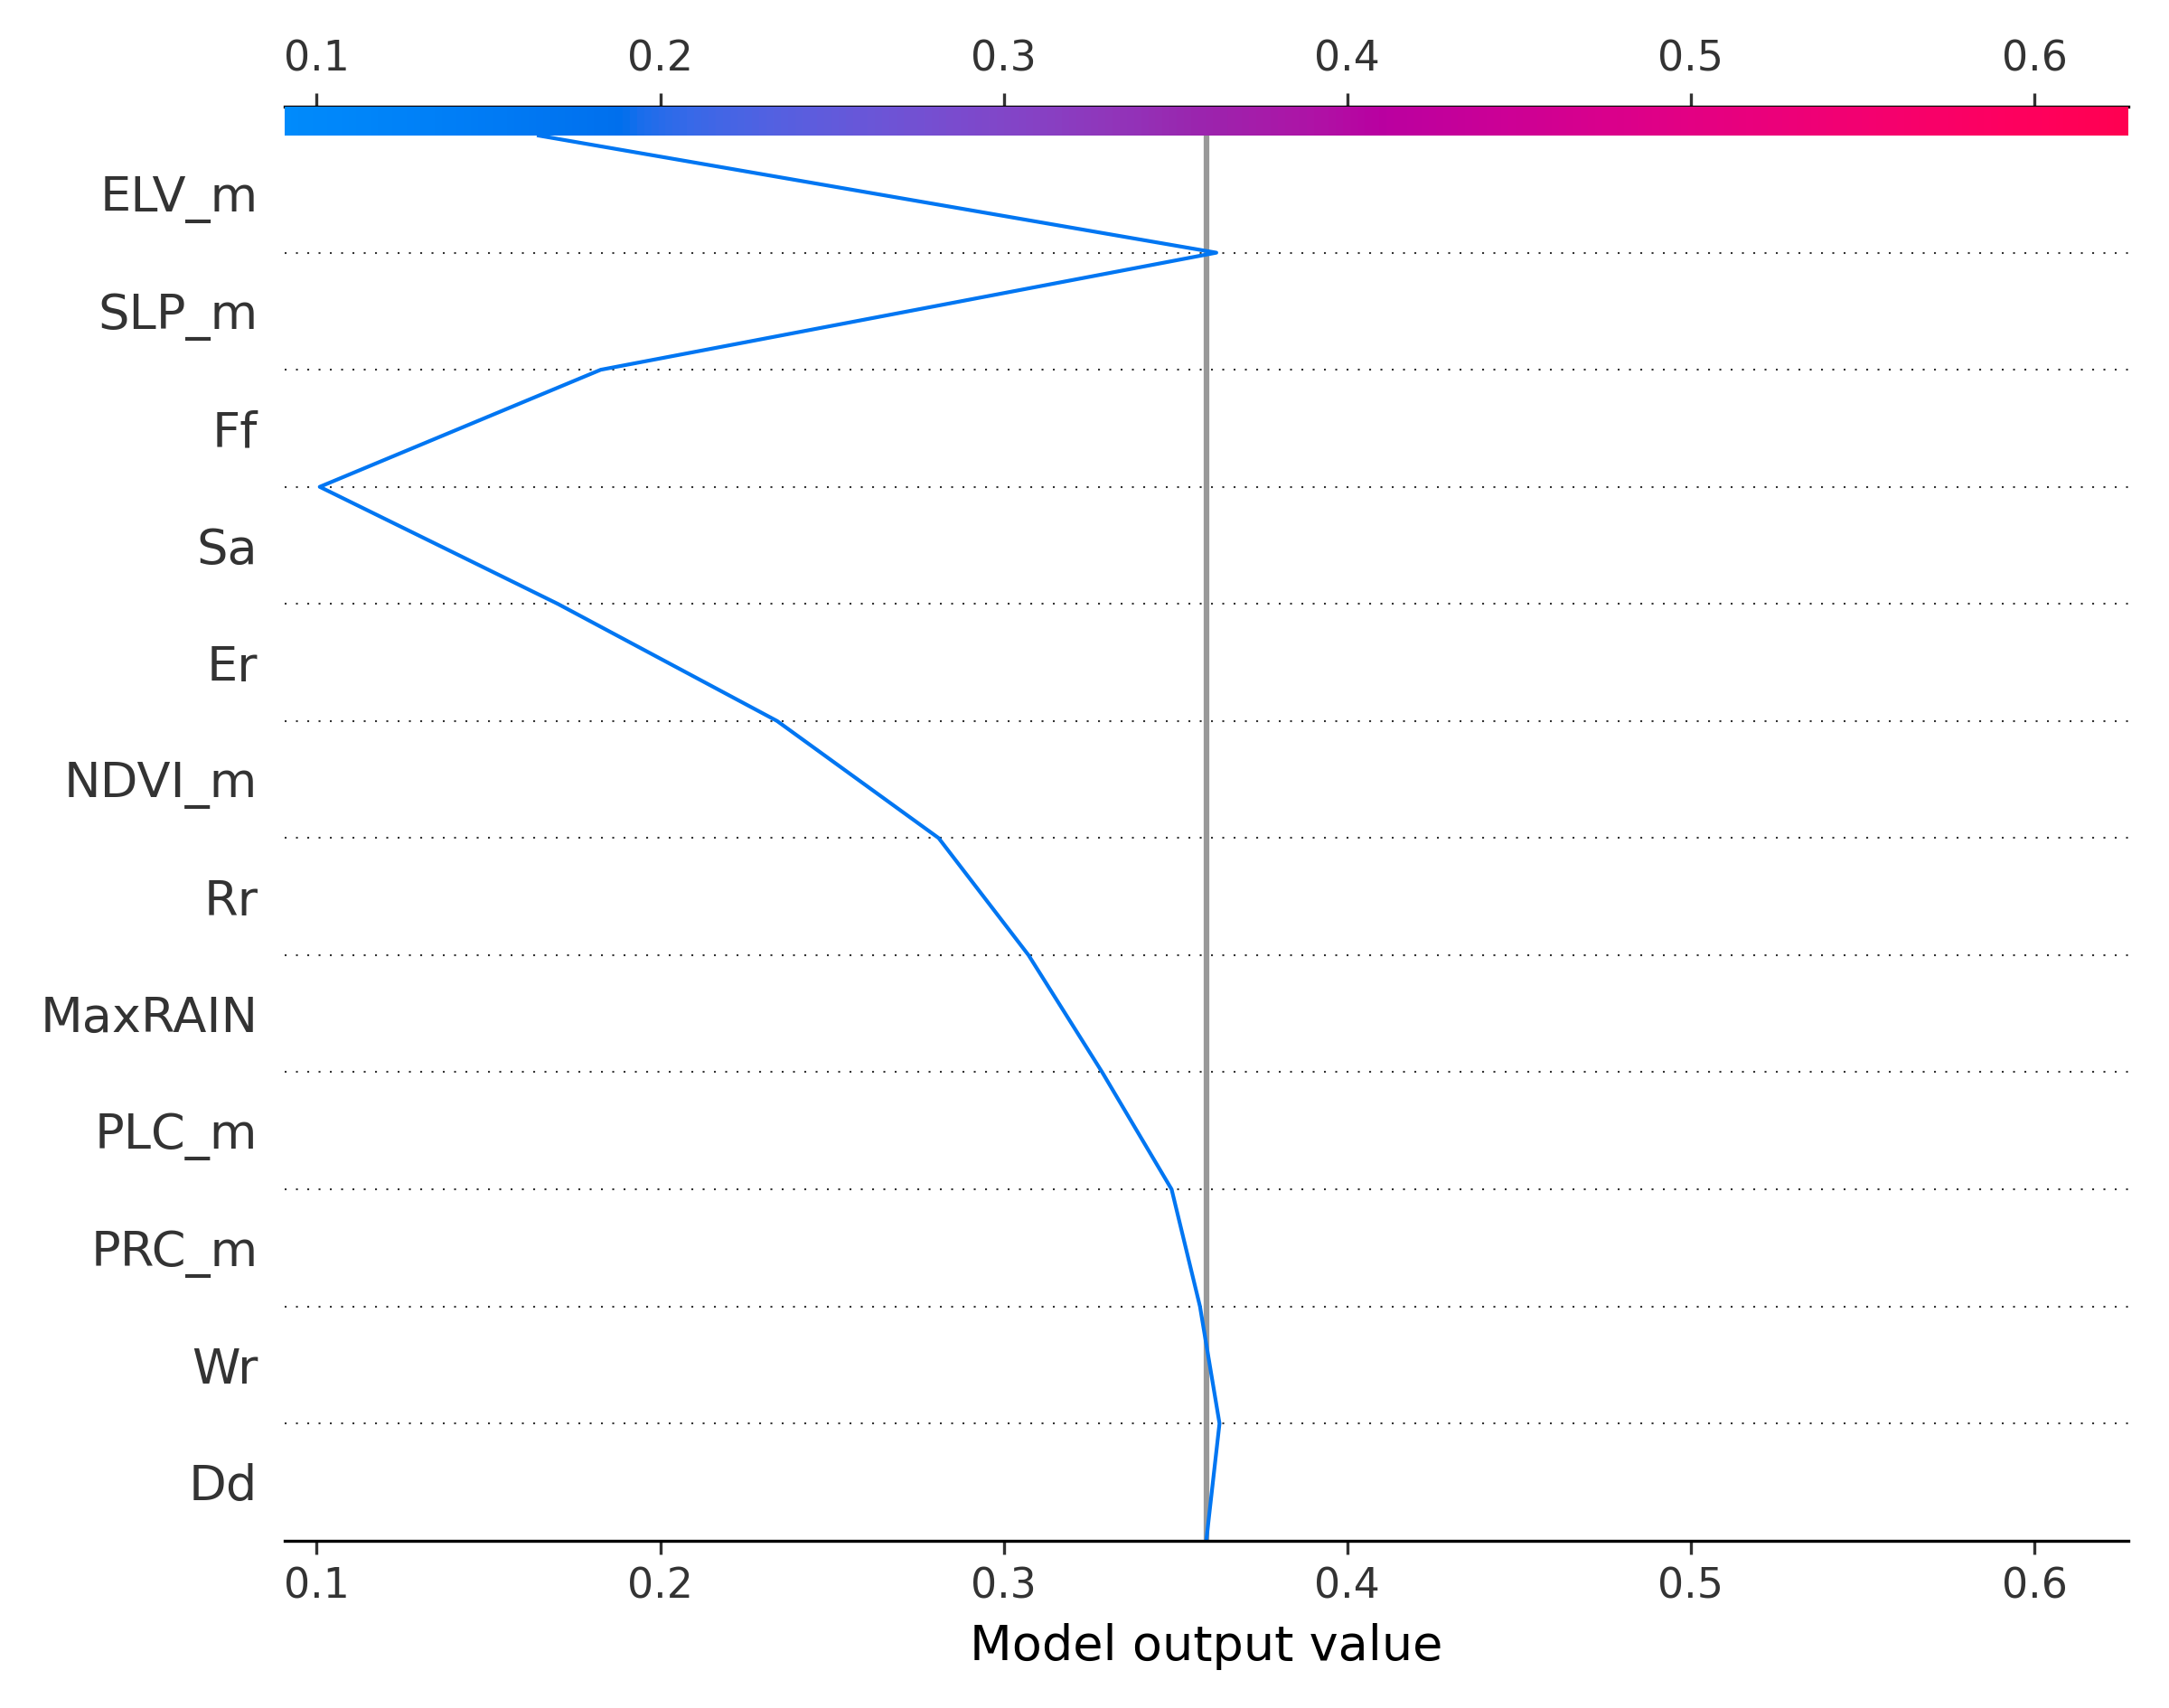 0.1 0.2 0.3 0.4 0.5 0.6
ELV_m
SLP_m
Ff
Sa
Er
NDVI_m
Rr
MaxRAIN
PLC_m
PRC_m
Wr
Dd
0.1 0.2 0.3 0.4 0.5 0.6
Model output value